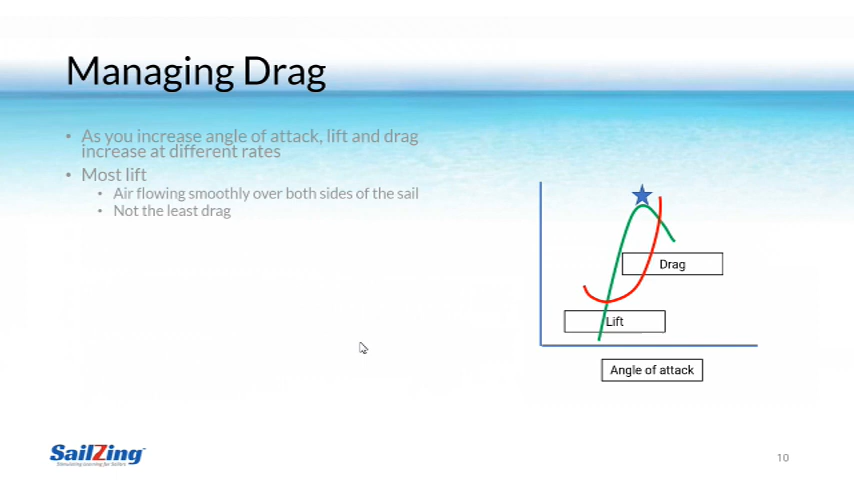 Managing Drag
• As you increase angle of attack, lift and drag
increase at different rates
• Most lift
• Air flowing smoothly over both sides of the sail
• Not the least drag
Drag
Lift
Angle of attack
SailZing
Stimulating Learning for Sailors
10